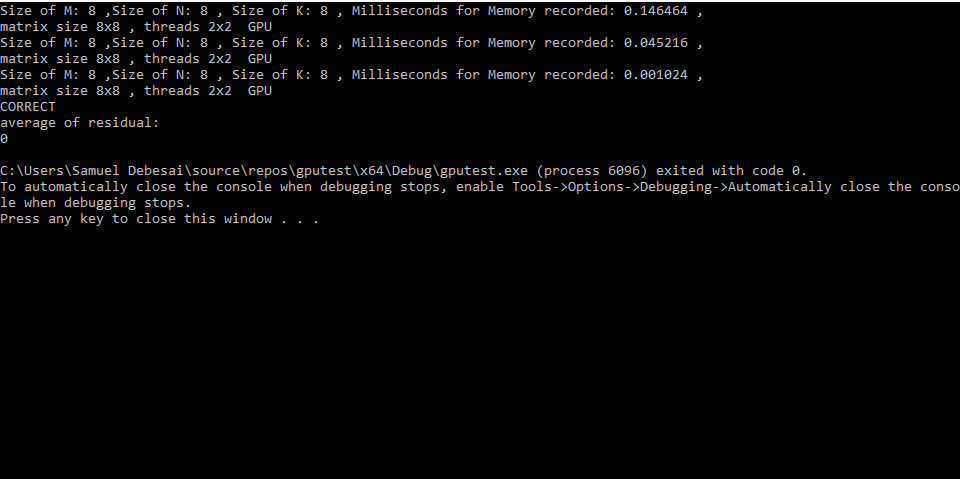 Size of M: 8 ,Size of N: 8 , Size of K: 8 , Milliseconds for Memory recorded: 0.146464 ,
matrix size 8x8 , threads 2x2  GPU
Size of M: 8 ,Size of N: 8 , Size of K: 8 , Milliseconds for Memory recorded: 0.045216 ,
matrix size 8x8 , threads 2x2  GPU
Size of M: 8 ,Size of N: 8 , Size of K: 8 , Milliseconds for Memory recorded: 0.001024 ,
matrix size 8x8 , threads 2x2  GPU
CORRECT
average of residual:
0
C:\Users\Samuel Debesai\source\repos\gputest\x64\Debug\gputest.exe (process 6096) exited with code 0.
To automatically close the console when debugging stops, enable Tools->Options->Debugging->Automatically close the conso
le when debugging stops.
Press any key to close this window . . .